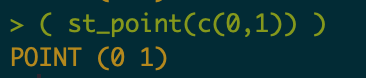 > ( st_point(c(0,1)) )
POINT (0 1)